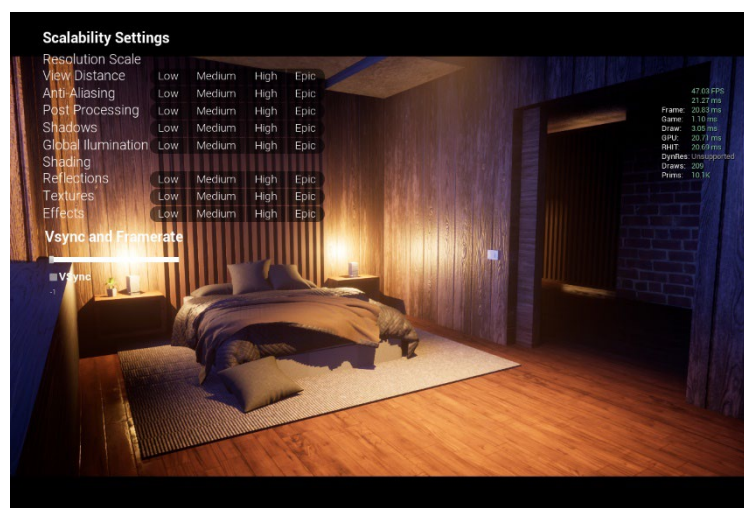 Scalability Settings
Resolution Scale
View Distance Low Medium High Epic
Anti-Aliasing Low Medium High Epic
Post Processing Low Medium High Epic
Shadows Low Medium High Epic
Global Ilumination Low Medium High Epic
Shading
Reflections Low Medium High Epic
Textures Low Medium High Epic
Effects Low Medium High Epic
Vsync and Framerate
VSync
-1
47.03 FPS
21.27 ms
Frame: 20.83 ms
Game: 1.10 ms
Draw: 3.05 ms
GPU: 20.71 ms
RHIT: 20.69 ms
DynRes: Unsupported
Draws: 209
Prims: 10.1K